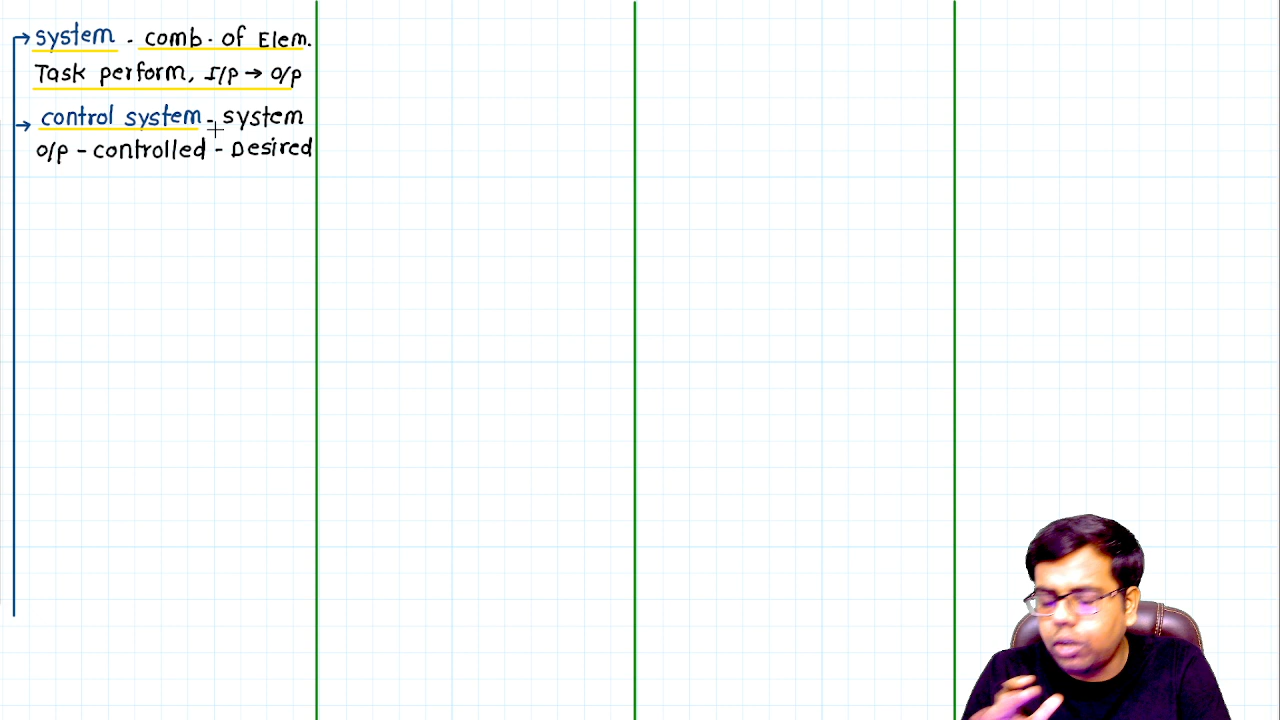 system - comb. of Elem.
Task perform, I/p → o/p
control system - system
o/p - controlled - Desired